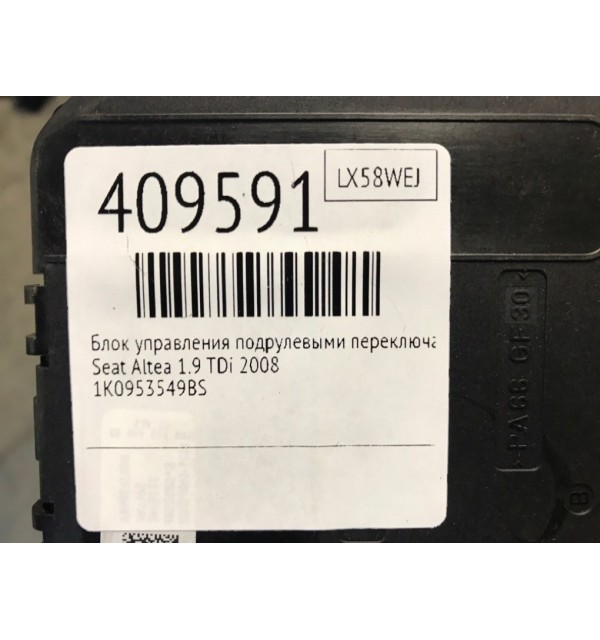 409591
LX58WEJ
Блок управления подрулевыми переключа
Seat Altea 1.9 TDi 2008
1K0953549BS
>PA66 GF30<
B